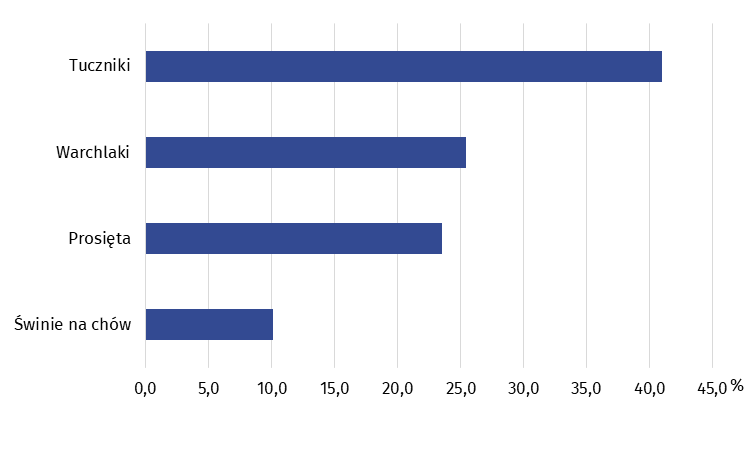 Tuczniki
Warchlaki
Prosięta
Świnie na chów
0,0 5,0 10,0 15,0 20,0 25,0 30,0 35,0 40,0 45,0 %